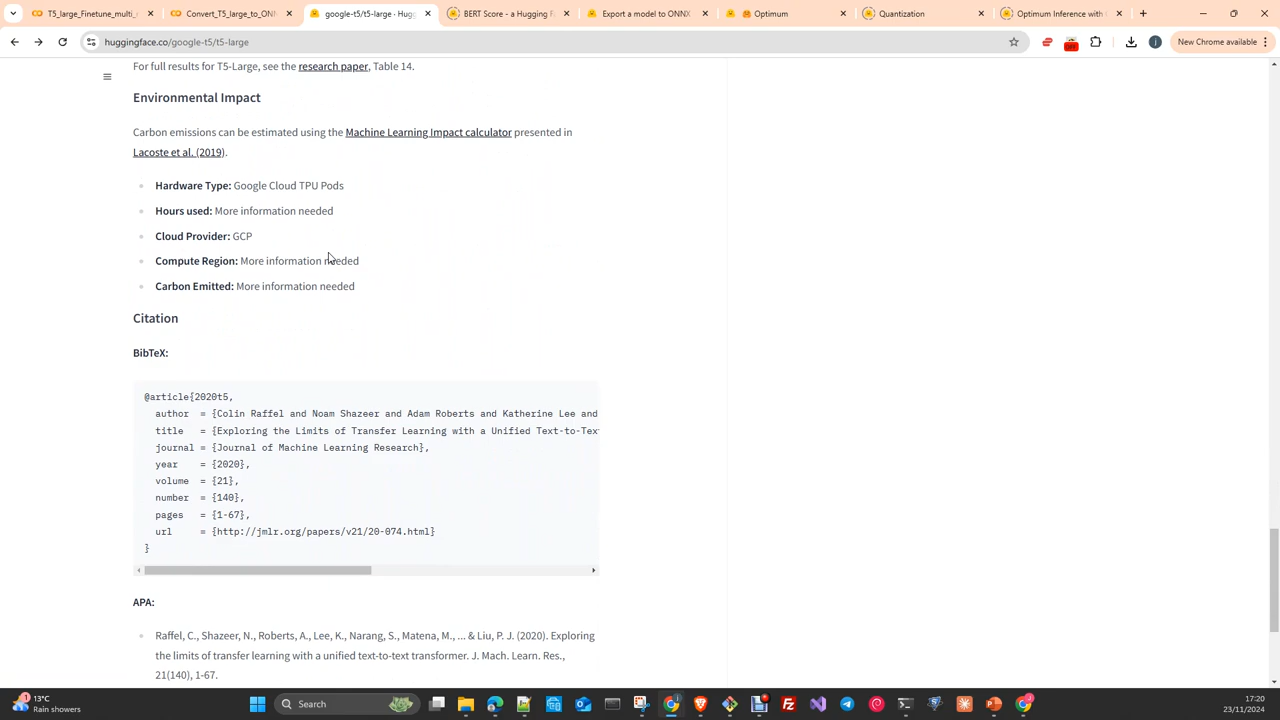 T5_large_Finetune_multi_
Convert_T5_large_to_ONN
google-t5/t5-large · Hugg
BERT Score - a Hugging F
Export a model to ONNX
Optimum
Quantization
Optimum Inference with
huggingface.co/google-t5/t5-large
OFF
j
New Chrome available
For full results for T5-Large, see the research paper, Table 14.
Environmental Impact
Carbon emissions can be estimated using the Machine Learning Impact calculator presented in
Lacoste et al. (2019).
Hardware Type: Google Cloud TPU Pods
Hours used: More information needed
Cloud Provider: GCP
Compute Region: More information needed
Carbon Emitted: More information needed
Citation
BibTeX:
@article{2020t5,
author = {Colin Raffel and Noam Shazeer and Adam Roberts and Katherine Lee and
title = {Exploring the Limits of Transfer Learning with a Unified Text-to-Tex
journal = {Journal of Machine Learning Research},
year = {2020},
volume = {21},
number = {140},
pages = {1-67},
url = {http://jmlr.org/papers/v21/20-074.html}
}
APA:
Raffel, C., Shazeer, N., Roberts, A., Lee, K., Narang, S., Matena, M., ... & Liu, P. J. (2020). Exploring
the limits of transfer learning with a unified text-to-text transformer. J. Mach. Learn. Res.,
21(140), 1-67.
1
13°C
Rain showers
Search
17:20
23/11/2024